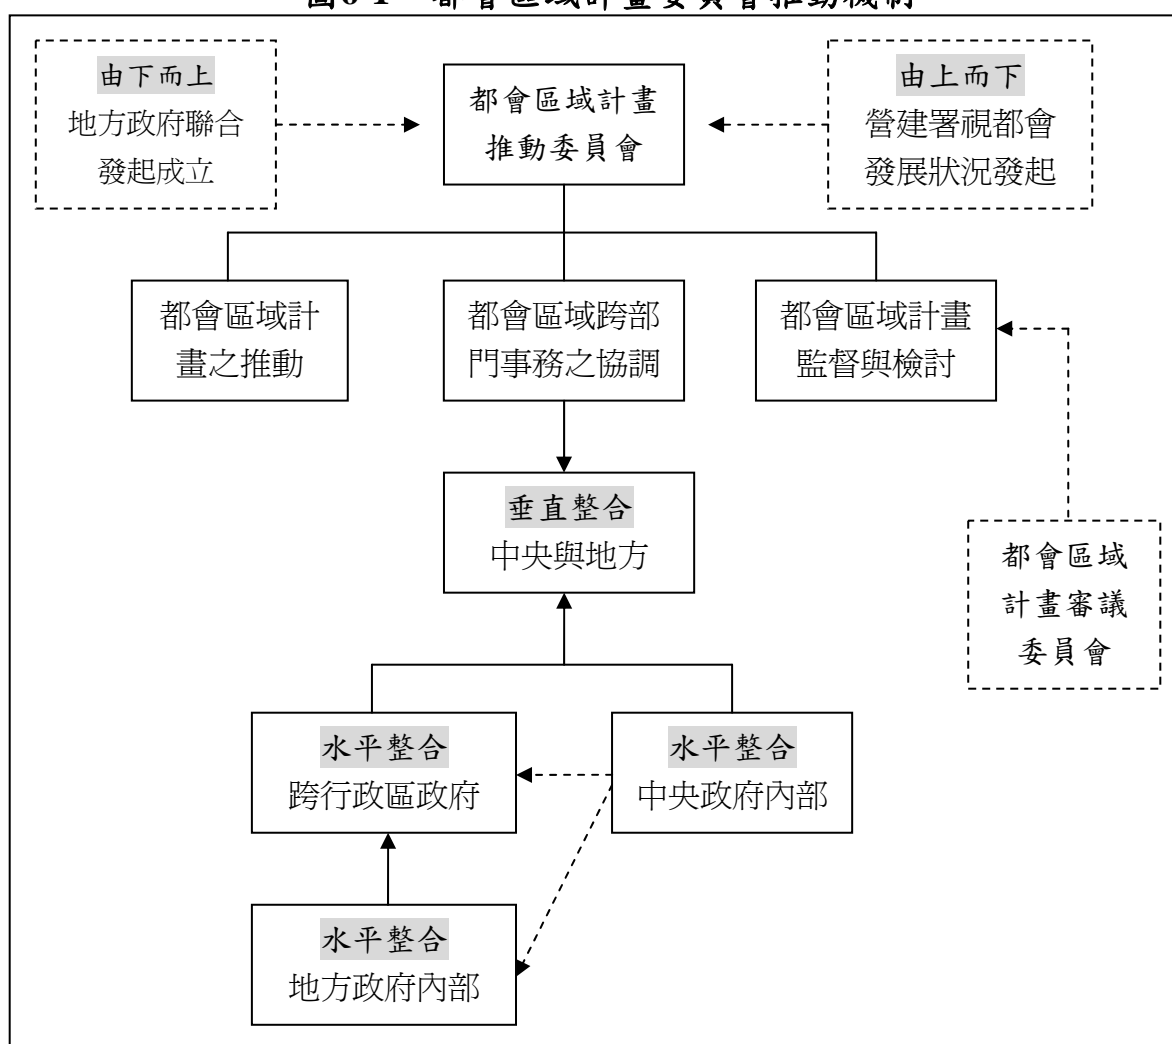 都會區域計畫委員會推動機制
由下而上
地方政府聯合
發起成立
都會區域計畫
推動委員會
由上而下
營建署視都會
發展狀況發起
都會區域計
畫之推動
都會區域跨部
門事務之協調
都會區域計畫
監督與檢討
垂直整合
中央與地方
都會區域
計畫審議
委員會
水平整合
跨行政區政府
水平整合
中央政府內部
水平整合
地方政府內部